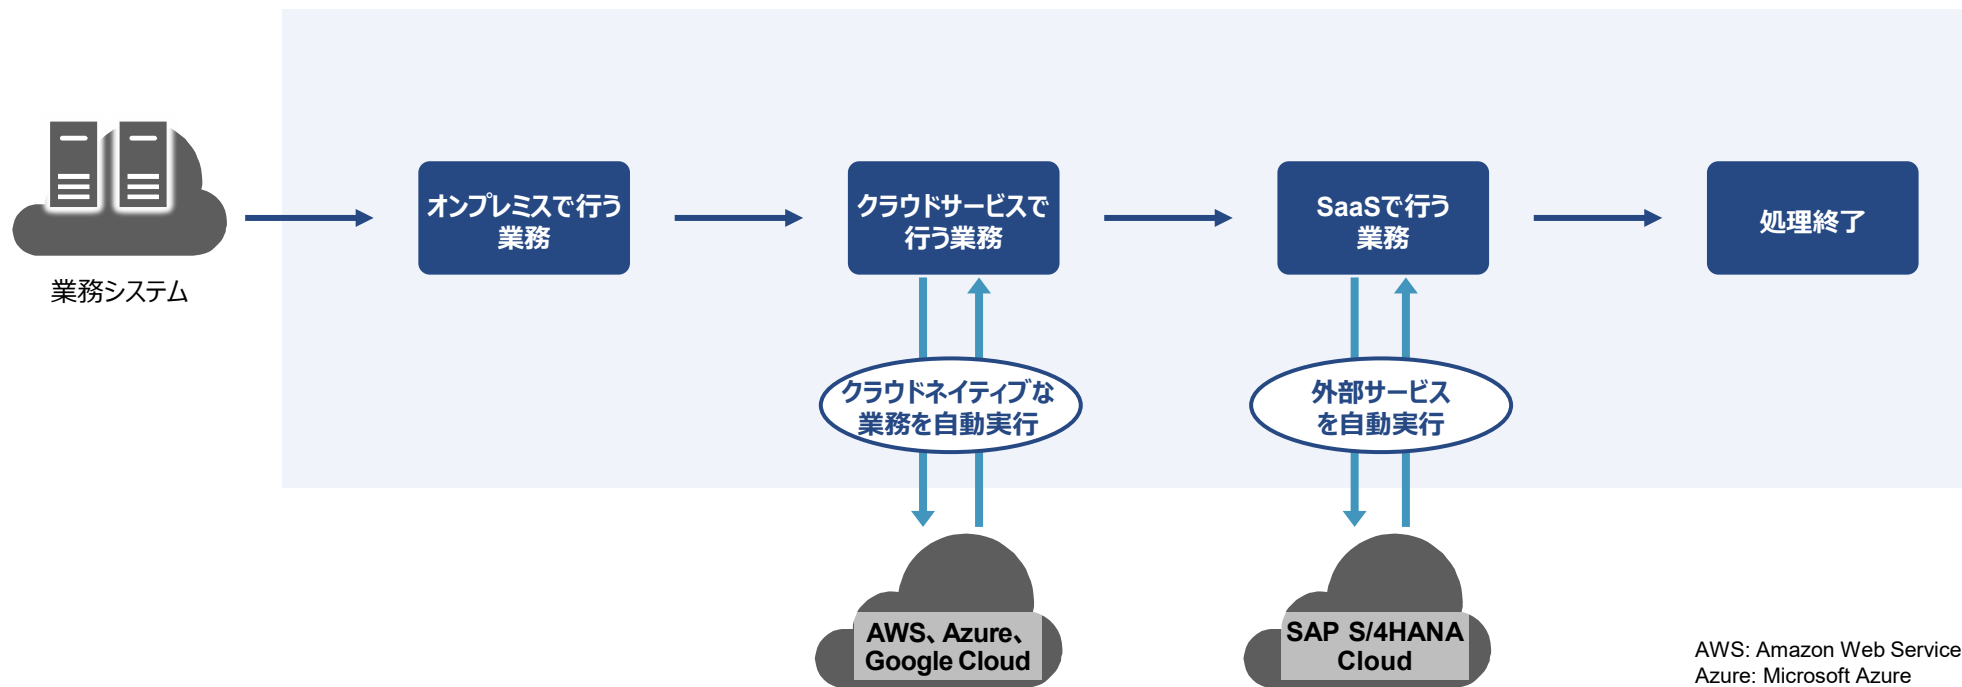 業務システム
オンプレミスで行う
業務
クラウドサービスで
行う業務
SaaSで行う
業務
処理終了
クラウドネイティブな
業務を自動実行
外部サービス
を自動実行
AWS、Azure、
Google Cloud
SAP S/4HANA
Cloud
AWS: Amazon Web Service
Azure: Microsoft Azure